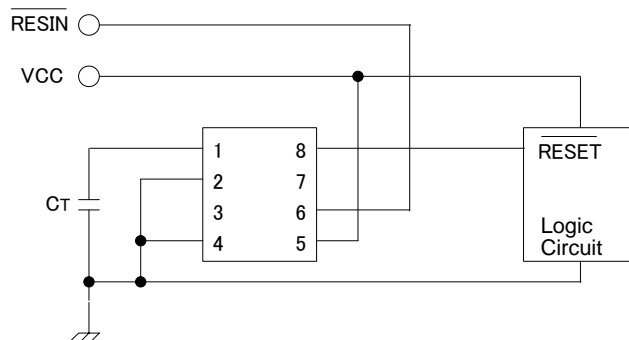 RESIN
VCC
1 8
2 7
3 6
4 5
CT
RESET
Logic
Circuit